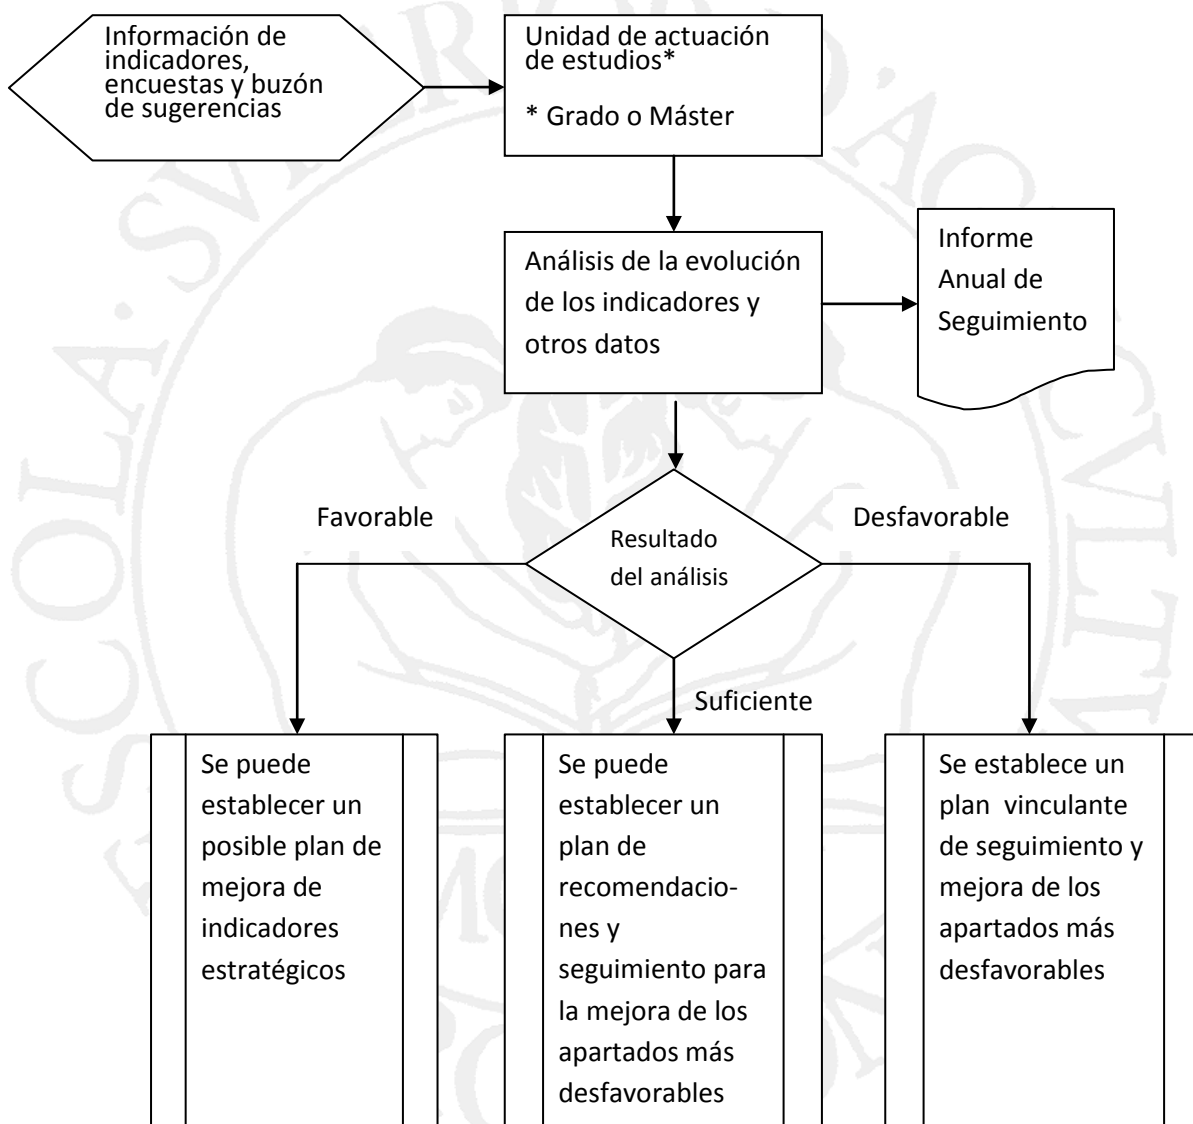 Información de
indicadores,
encuestas y buzón
de sugerencias
Unidad de actuación
de estudios*
* Grado o Máster
Análisis de la evolución
de los indicadores y
otros datos
Informe
Anual de
Seguimiento
Favorable
Resultado
del análisis
Desfavorable
Suficiente
Se puede
establecer un
posible plan de
mejora de
indicadores
estratégicos
Se puede
establecer un
plan de
recomendacio-
nes y
seguimiento para
la mejora de los
apartados más
desfavorables
Se establece un
plan  vinculante
de seguimiento y
mejora de los
apartados más
desfavorables